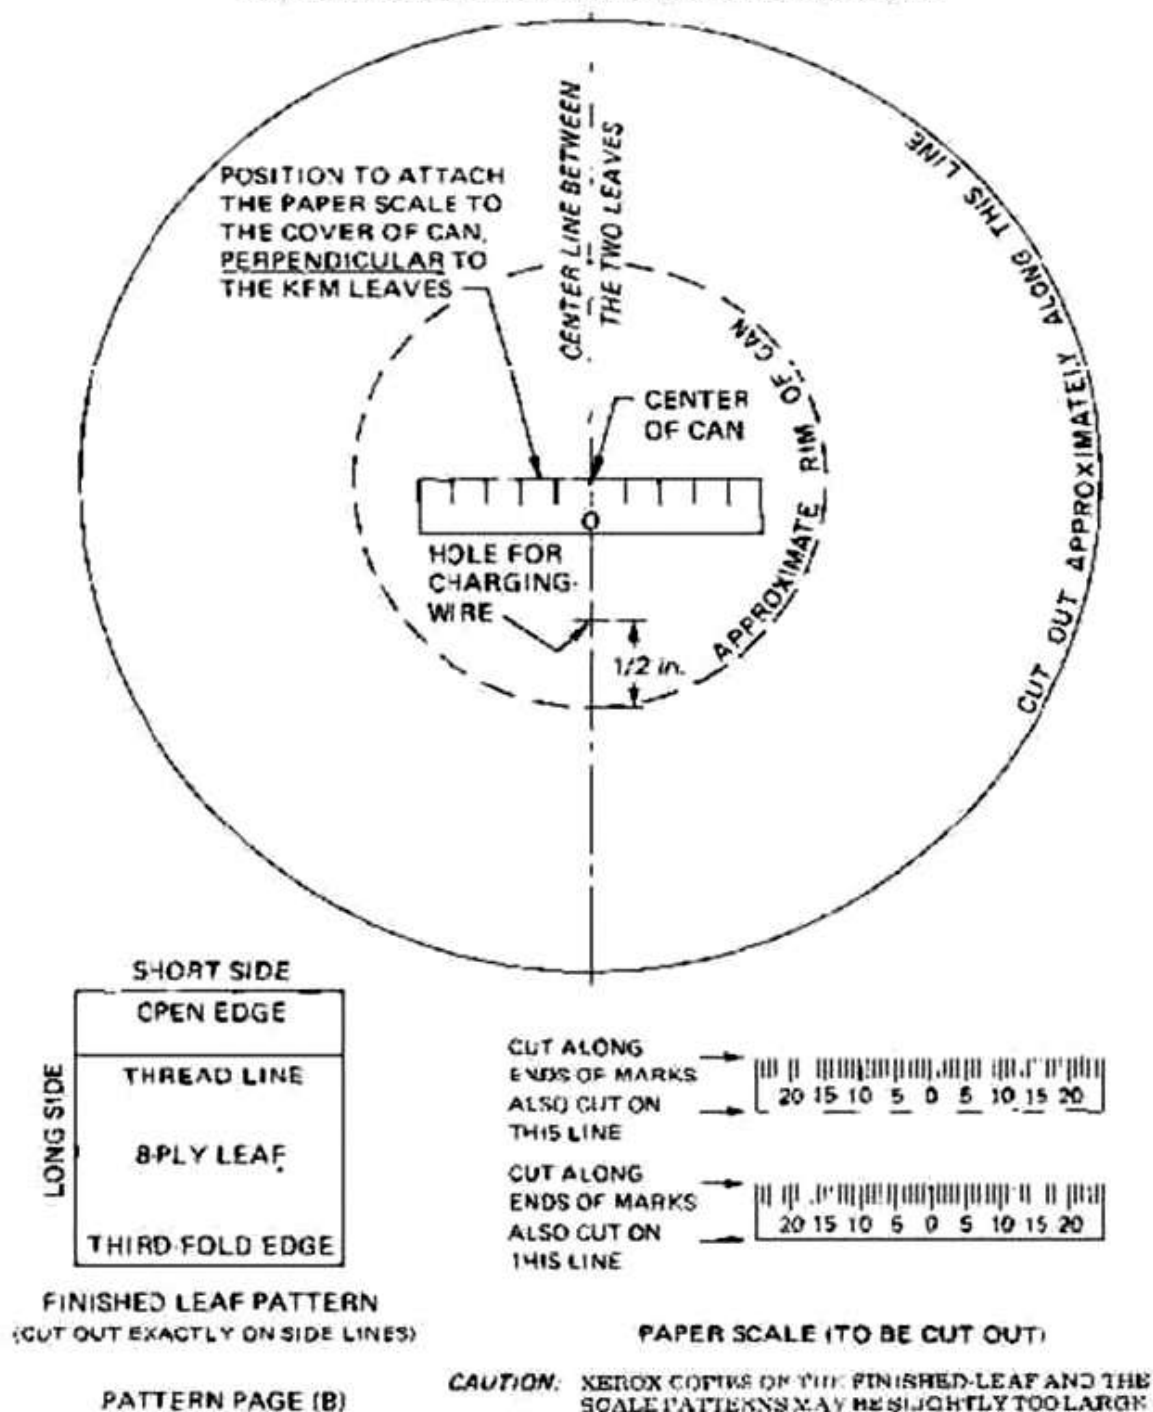 CENTER LINE BETWEEN
THE TWO LEAVES
POSITION TO ATTACH
THE PAPER SCALE TO
THE COVER OF CAN,
PERPENDICULAR TO
THE KFM LEAVES
CUT OUT APPROXIMATELY ALONG THIS LINE
APPROXIMATE RIM OF CAN
CENTER
OF CAN
0
HOLE FOR
CHARGING-
WIRE
1/2 in.
SHORT SIDE
OPEN EDGE
LONG SIDE
THREAD LINE
8-PLY LEAF
THIRD-FOLD EDGE
FINISHED LEAF PATTERN
(CUT OUT EXACTLY ON SIDE LINES)
PATTERN PAGE (B)
CUT ALONG
ENDS OF MARKS
ALSO CUT ON
THIS LINE
20 15 10 5 0 5 10 15 20
CUT ALONG
ENDS OF MARKS
ALSO CUT ON
THIS LINE
20 15 10 5 0 5 10 15 20
PAPER SCALE (TO BE CUT OUT)
CAUTION: XEROX COPIES OF THE FINISHED-LEAF AND THE
SCALE PATTERNS MAY BE SLIGHTLY TOO LARGE